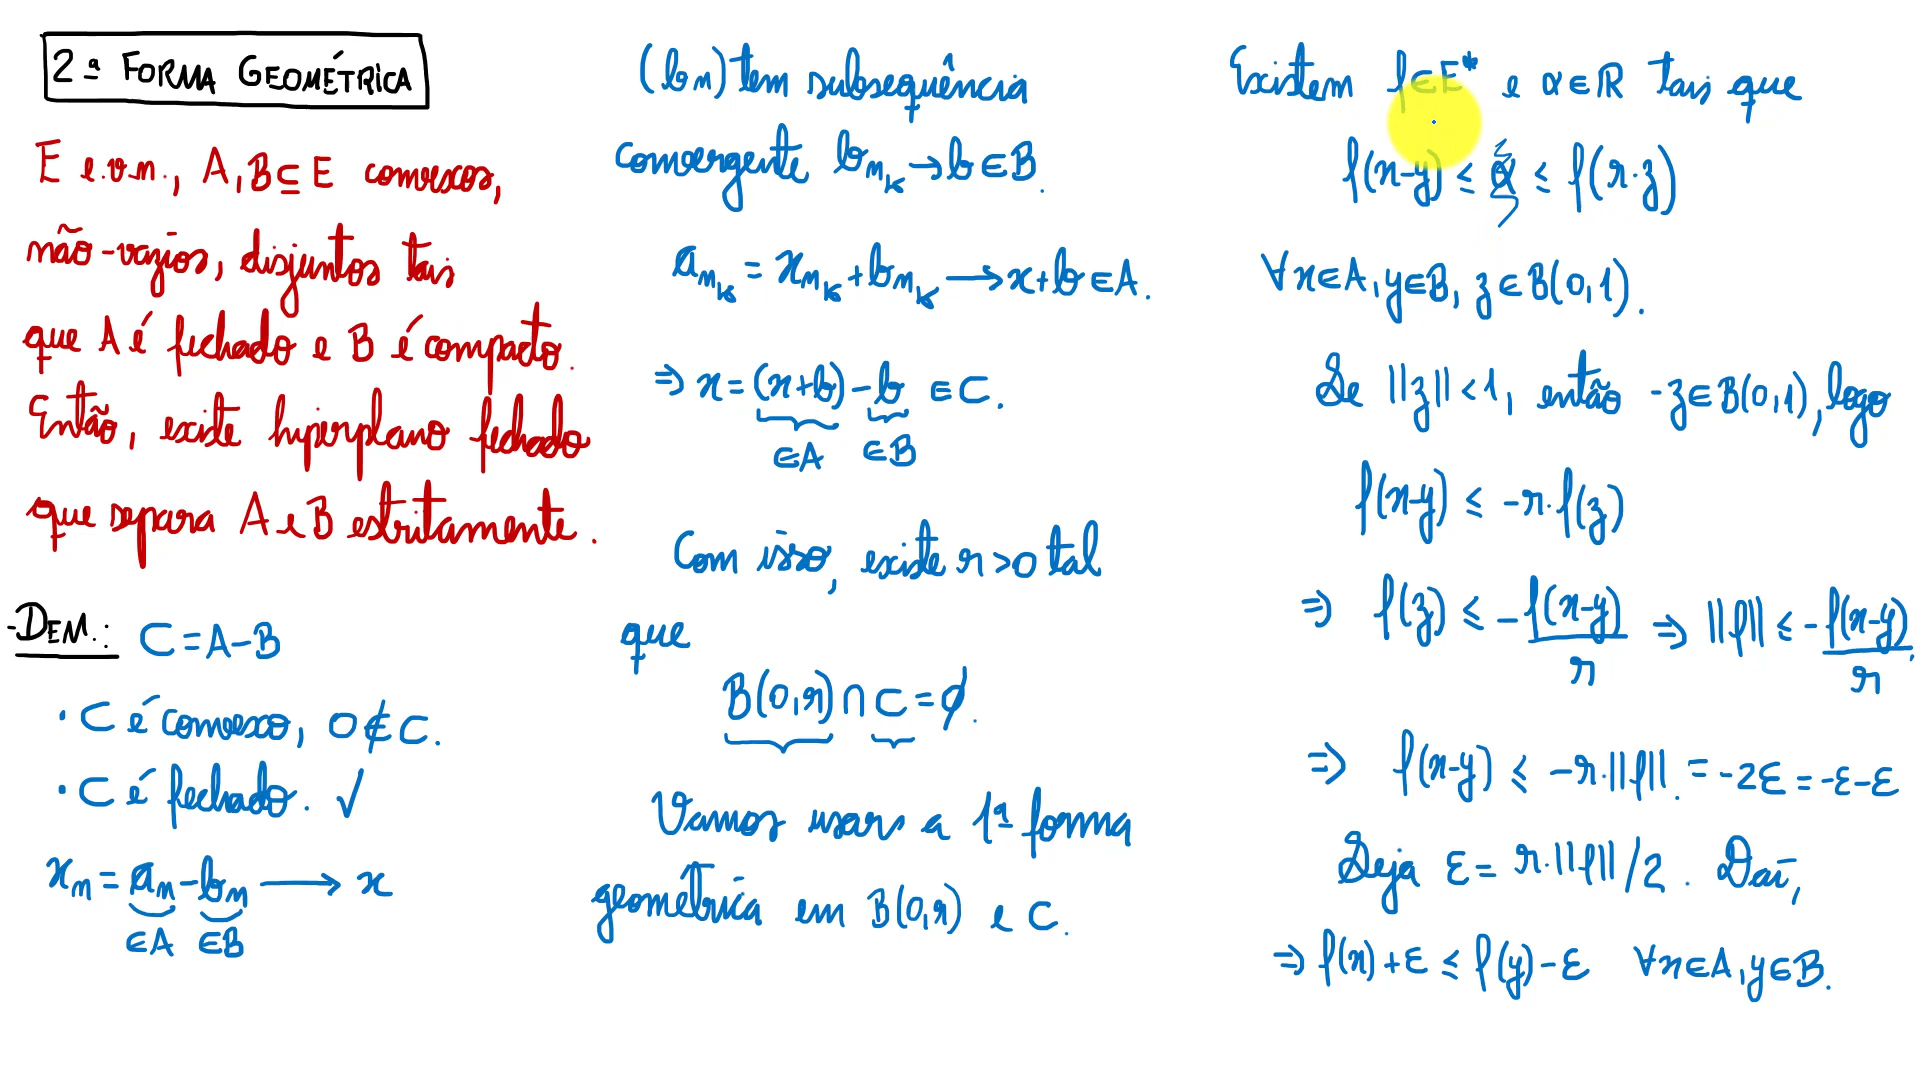 2ª FORMA GEOMÉTRICA
E e.v.n., A, B ⊆ E convexos,
não-vazios, disjuntos tais
que A é fechado e B é compacto.
Então, existe hiperplano fechado
que separa A e B estritamente.
-DEM.: C = A - B
· C é convexo, 0 ∉ C.
· C é fechado. ✓
xₙ = aₙ - bₙ ⟶ x
∈A ∈B
(bₙ) tem subsequência
convergente bₙₖ → b ∈ B.
aₙₖ = xₙₖ + bₙₖ ⟶ x + b ∈ A.
⇒ x = (x+b) - b ∈ C.
∈A ∈B
Com isso, existe r > 0 tal
que
B(0,r) ∩ C = ∅.
Vamos usar a 1ª forma
geométrica em B(0,r) e C.
Existem f ∈ E* e α ∈ ℝ tais que
f(x-y) ≤ α ≤ f(r·z)
∀x∈A, y∈B, z∈B(0,1).
Se ||z|| < 1, então -z ∈ B(0,1), logo
f(x-y) ≤ -r·f(z)
⇒ f(z) ≤ -f(x-y)/r ⇒ ||f|| ≤ -f(x-y)/r.
⇒ f(x-y) ≤ -r·||f||. = -2ε = -ε-ε
Seja ε = r·||f||/2. Daí,
⇒ f(x)+ε ≤ f(y)-ε ∀x∈A, y∈B.